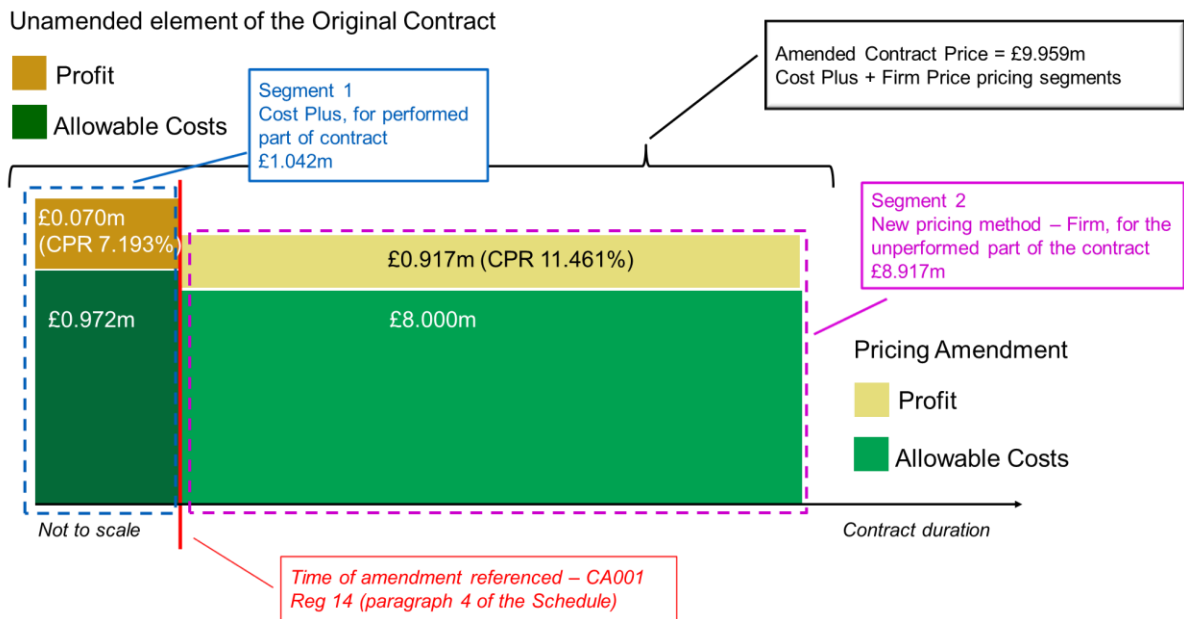 Unamended element of the Original Contract
Profit
Allowable Costs
Segment 1
Cost Plus, for performed
part of contract
£1.042m
Amended Contract Price = £9.959m
Cost Plus + Firm Price pricing segments
Segment 2
New pricing method – Firm, for the
unperformed part of the contract
£8.917m
£0.070m
(CPR 7.193%)
£0.917m (CPR 11.461%)
£0.972m
£8.000m
Pricing Amendment
Profit
Allowable Costs
Not to scale
Contract duration
Time of amendment referenced – CA001
Reg 14 (paragraph 4 of the Schedule)